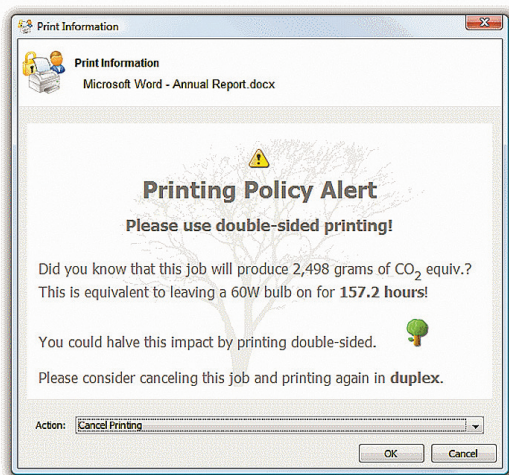 Print Information
Print Information
Microsoft Word - Annual Report.docx
Printing Policy Alert
Please use double-sided printing!
Did you know that this job will produce 2,498 grams of CO2 equiv.?
This is equivalent to leaving a 60W bulb on for 157.2 hours!
You could halve this impact by printing double-sided.
Please consider canceling this job and printing again in duplex.
Action: Cancel Printing
OK Cancel